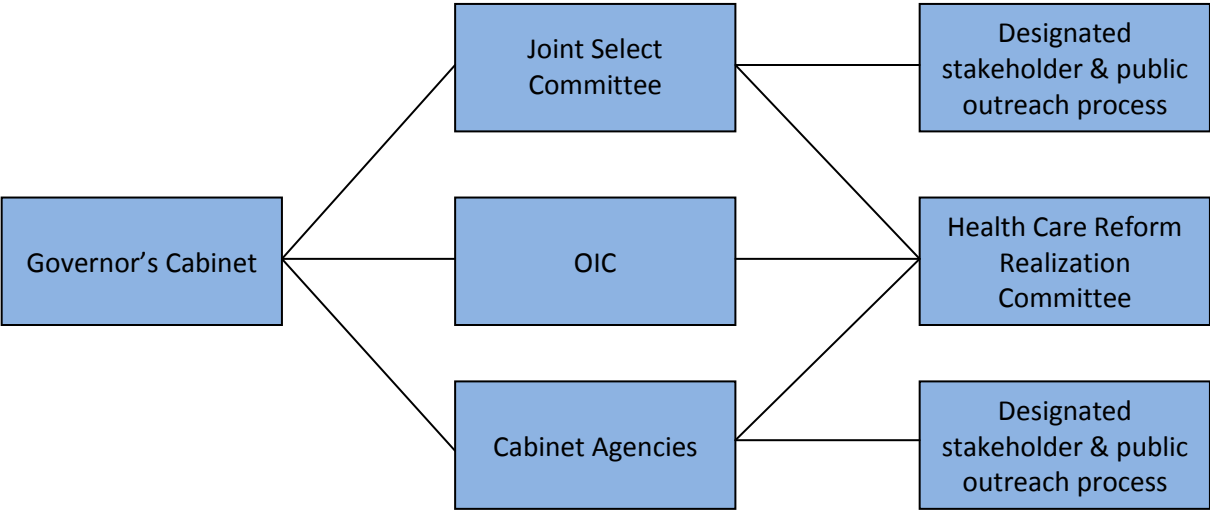 Joint Select
Committee
Designated
stakeholder & public
outreach process
Governor’s Cabinet
OIC
Health Care Reform
Realization
Committee
Cabinet Agencies
Designated
stakeholder & public
outreach process